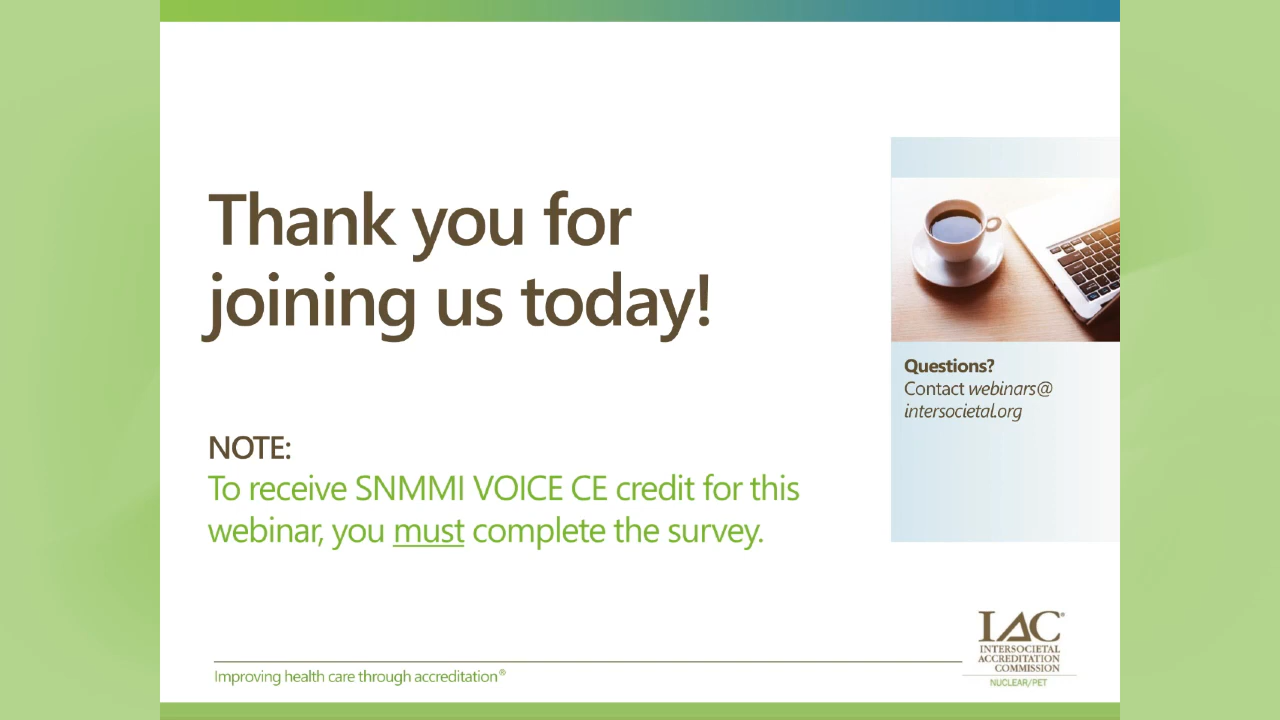 Thank you for
joining us today!
NOTE:
To receive SNMMI VOICE CE credit for this
webinar, you must complete the survey.
Questions?
Contact webinars@
intersocietal.org
Improving health care through accreditation®
IAC®
INTERSOCIETAL
ACCREDITATION
COMMISSION
NUCLEAR/PET